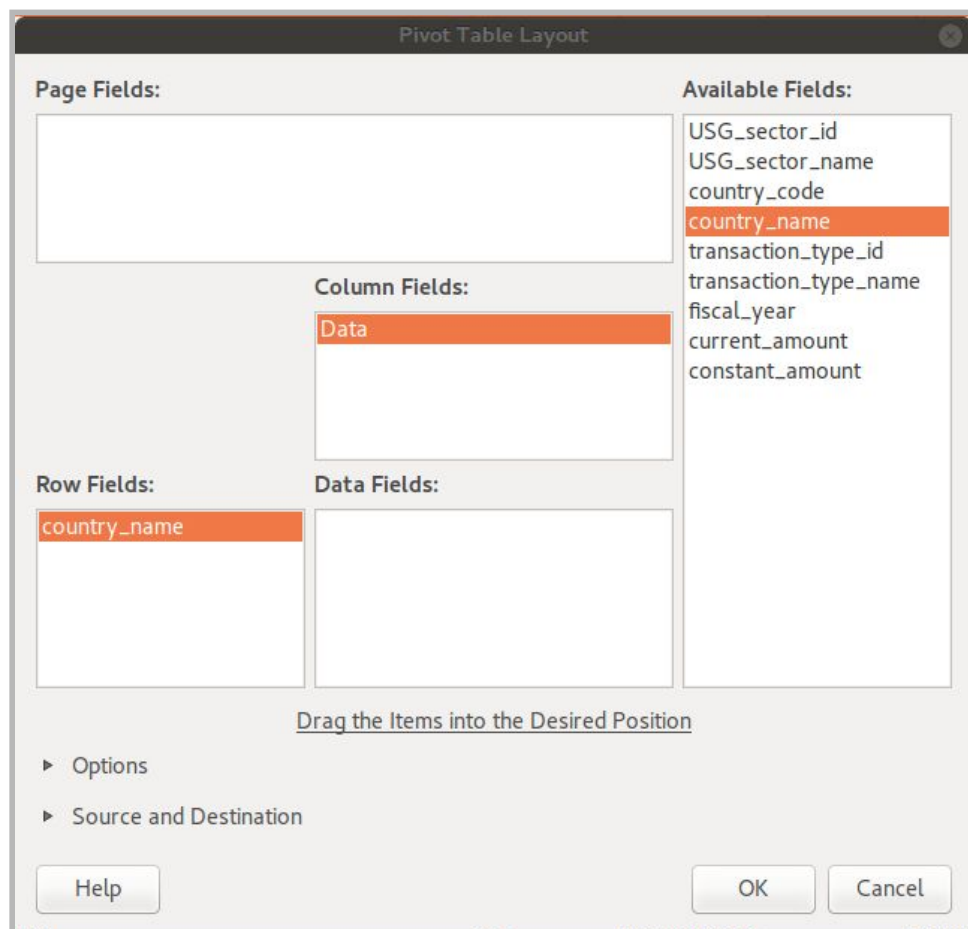 Pivot Table Layout
Page Fields:
Available Fields:
USG_sector_id
USG_sector_name
country_code
country_name
transaction_type_id
transaction_type_name
fiscal_year
current_amount
constant_amount
Column Fields:
Data
Row Fields:
country_name
Data Fields:
Drag the Items into the Desired Position
Options
Source and Destination
Help
OK
Cancel